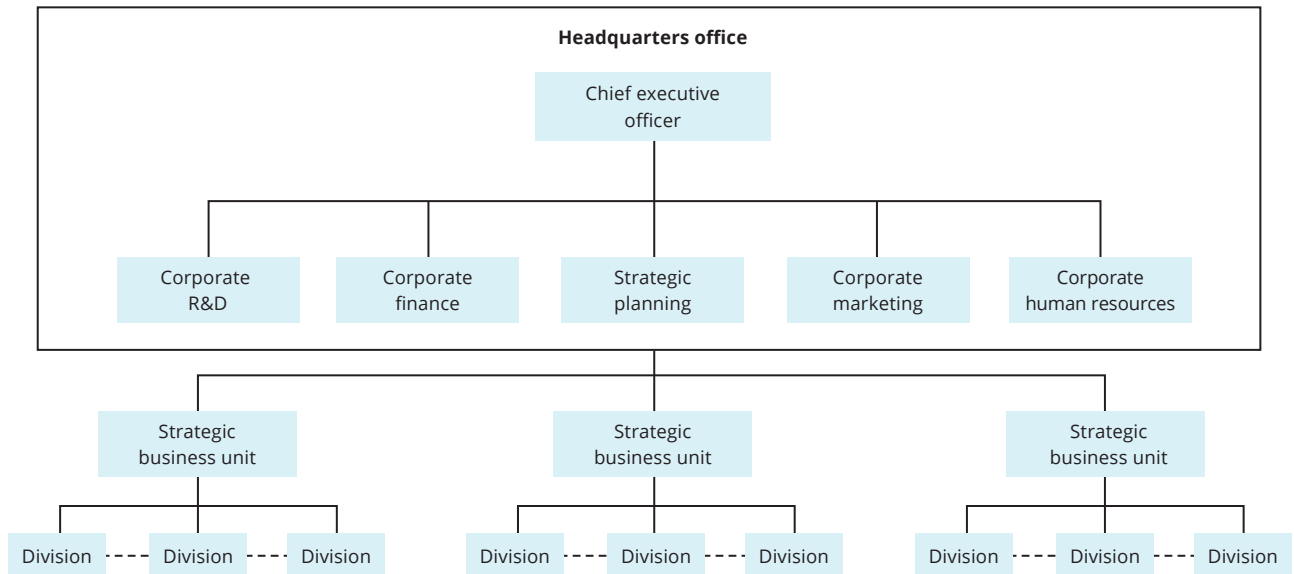 Headquarters office
Chief executive
officer
Corporate
R&D
Corporate
finance
Strategic
planning
Corporate
marketing
Corporate
human resources
Strategic
business unit
Strategic
business unit
Strategic
business unit
Division
Division
Division
Division
Division
Division
Division
Division
Division